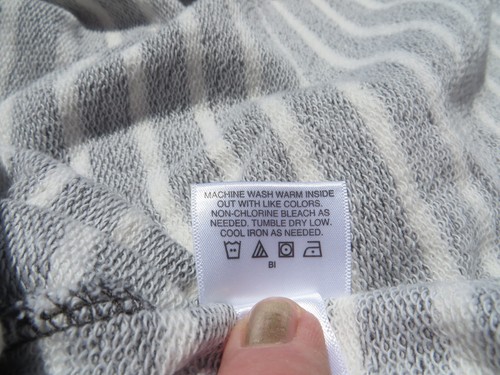 MACHINE WASH WARM INSIDE
OUT WITH LIKE COLORS.
NON-CHLORINE BLEACH AS
NEEDED. TUMBLE DRY LOW.
COOL IRON AS NEEDED.
BI